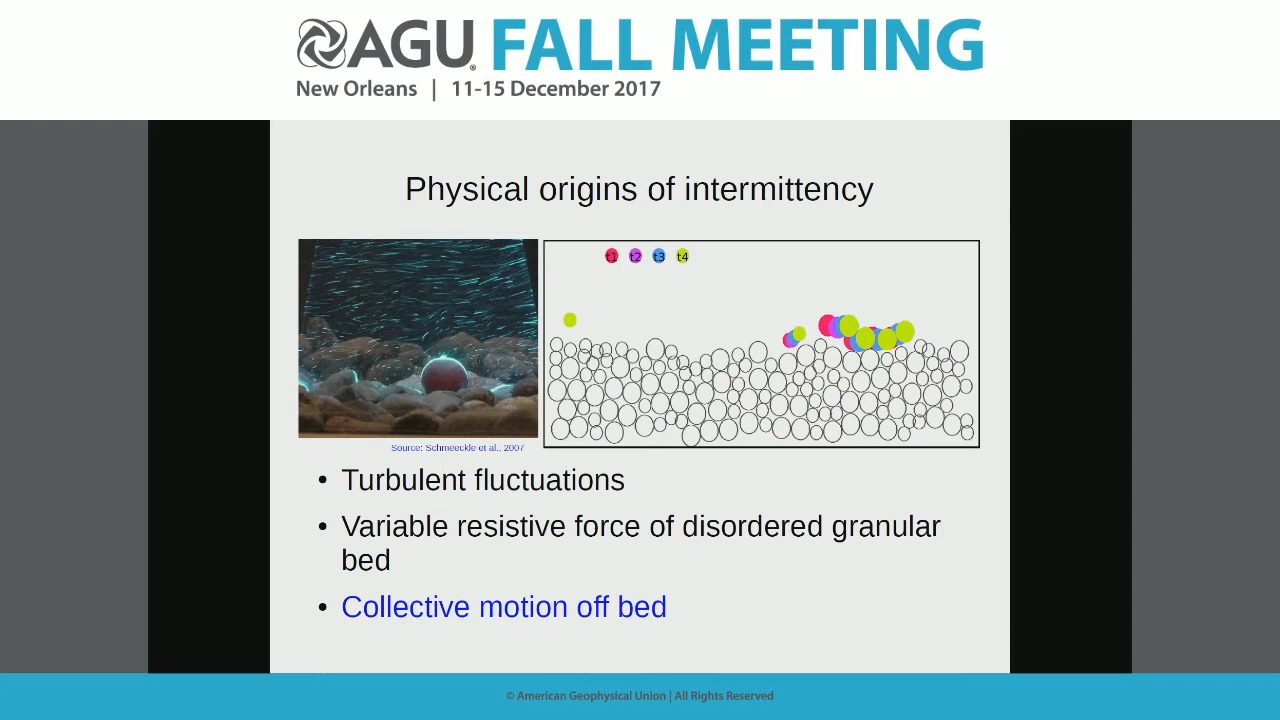 AGU FALL MEETING
New Orleans | 11-15 December 2017
Physical origins of intermittency
t1 t2 t3 t4
Source: Schmeeckle et al., 2007
• Turbulent fluctuations
• Variable resistive force of disordered granular
bed
• Collective motion off bed
© American Geophysical Union | All Rights Reserved